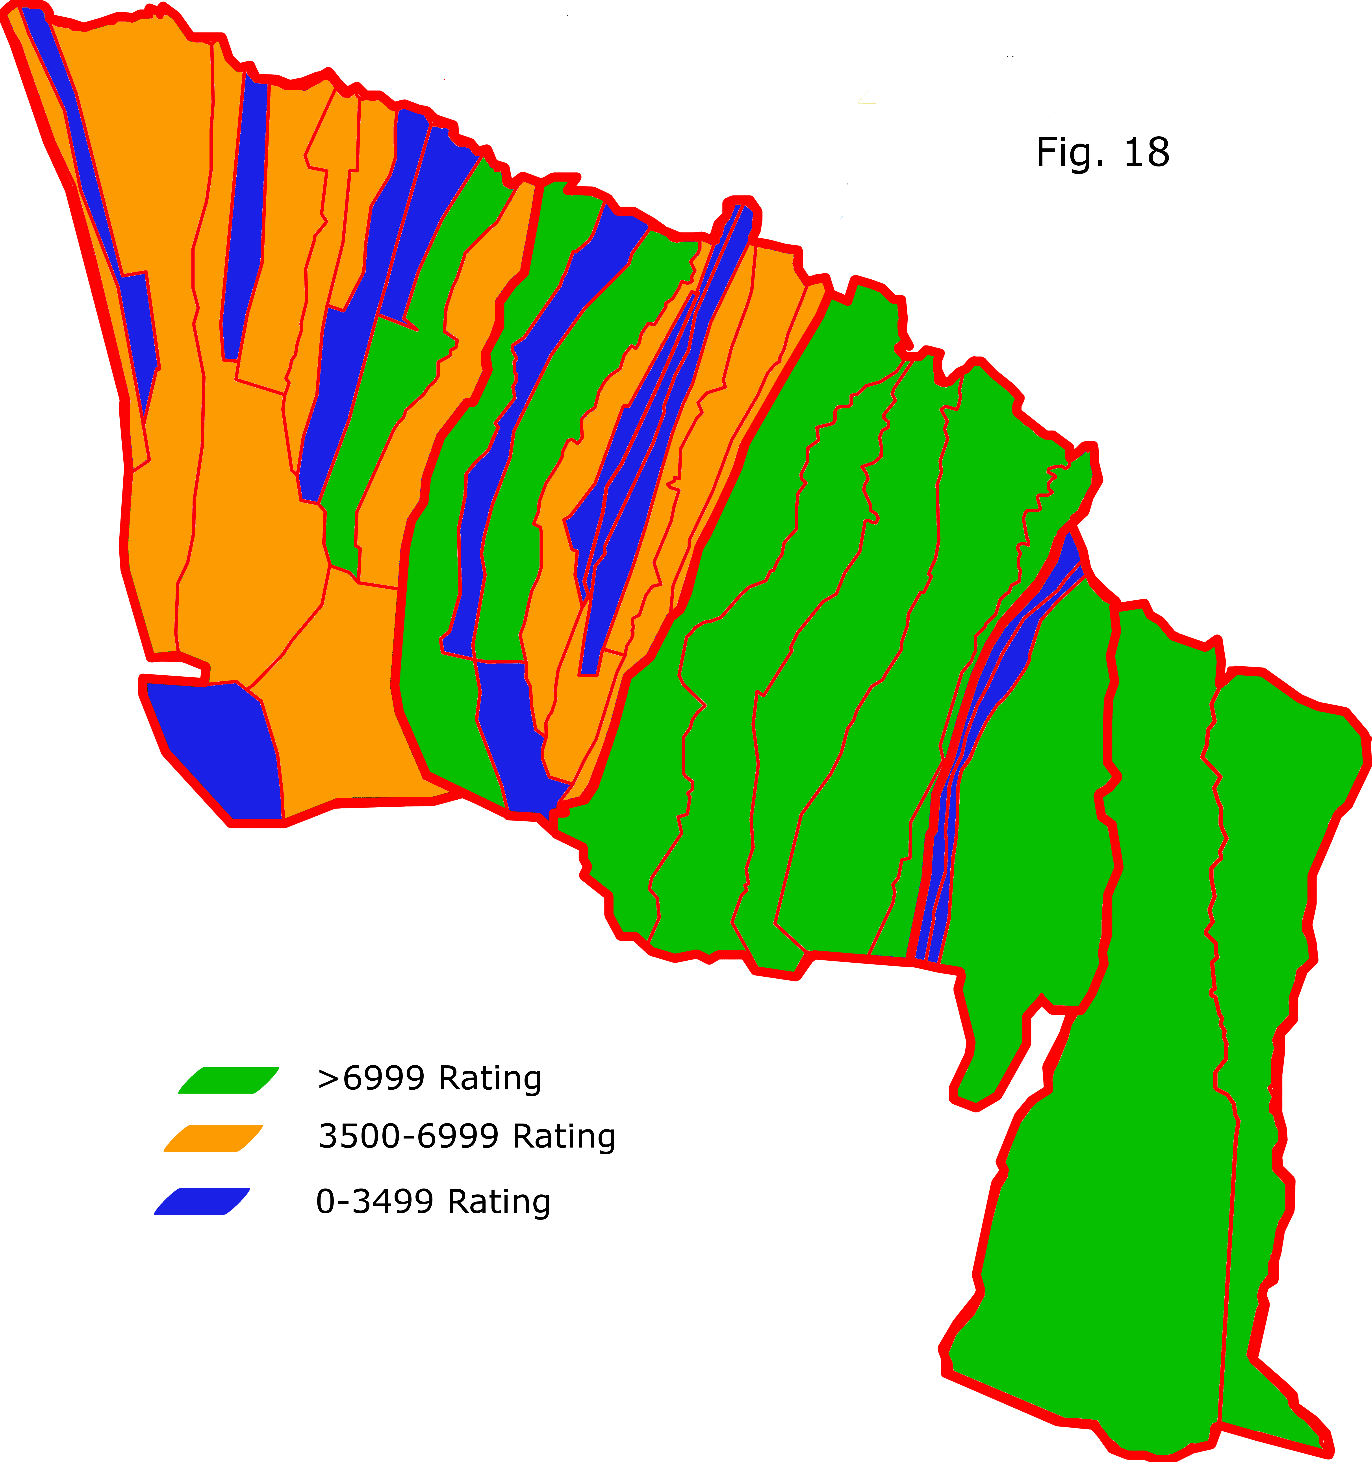 Fig. 18
>6999 Rating
3500-6999 Rating
0-3499 Rating